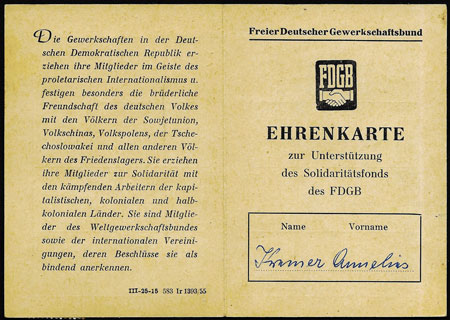 Die Gewerkschaften in der Deut-
schen Demokratischen Republik er-
ziehen ihre Mitglieder im Geiste des
proletarischen Internationalismus u.
festigen besonders die brüderliche
Freundschaft des deutschen Volkes
mit den Völkern der Sowjetunion,
Volkschinas, Volkspolens, der Tsche-
choslowakei und allen anderen Völ-
kern des Friedenslagers. Sie erziehen
ihre Mitglieder zur Solidarität mit
den kämpfenden Arbeitern der kapi-
talistischen, kolonialen und halb-
kolonialen Länder. Sie sind Mitglie-
der des Weltgewerkschaftsbundes
sowie der internationalen Vereini-
gungen, deren Beschlüsse sie als
bindend anerkennen.
III-25-15 583 Ir 1393/55
Freier Deutscher Gewerkschaftsbund
FDGB
EHRENKARTE
zur Unterstützung
des Solidaritätsfonds
des FDGB
Name Vorname
Kramer Annelies